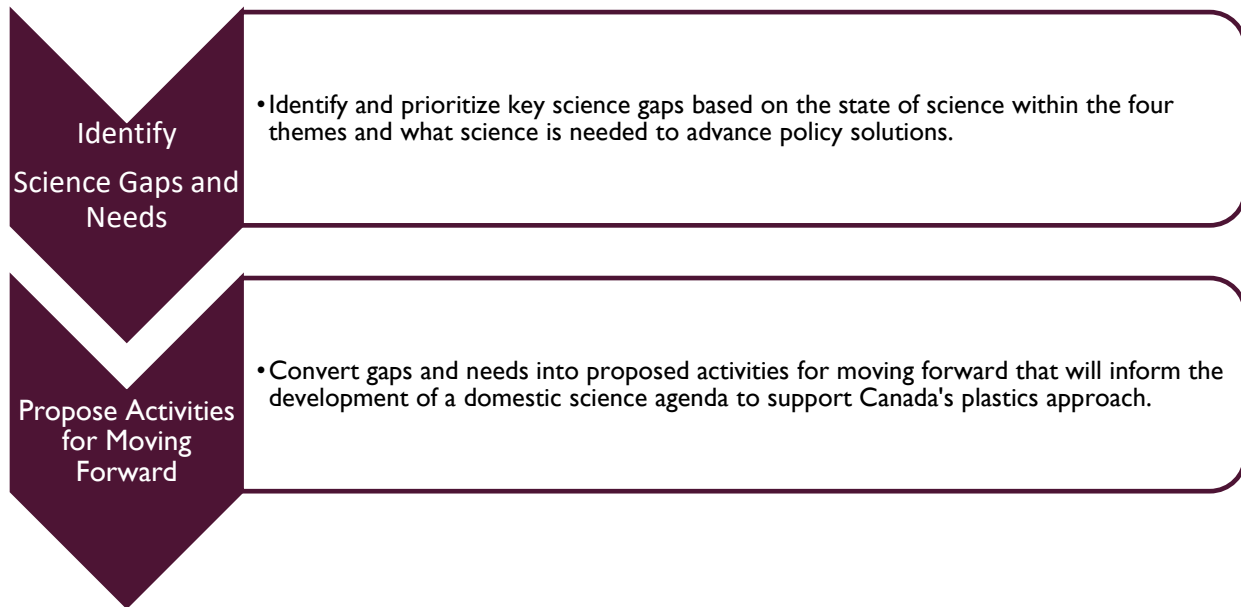 Identify
Science Gaps and
Needs
•Identify and prioritize key science gaps based on the state of science within the four
themes and what science is needed to advance policy solutions.
Propose Activities
for Moving
Forward
•Convert gaps and needs into proposed activities for moving forward that will inform the
development of a domestic science agenda to support Canada's plastics approach.